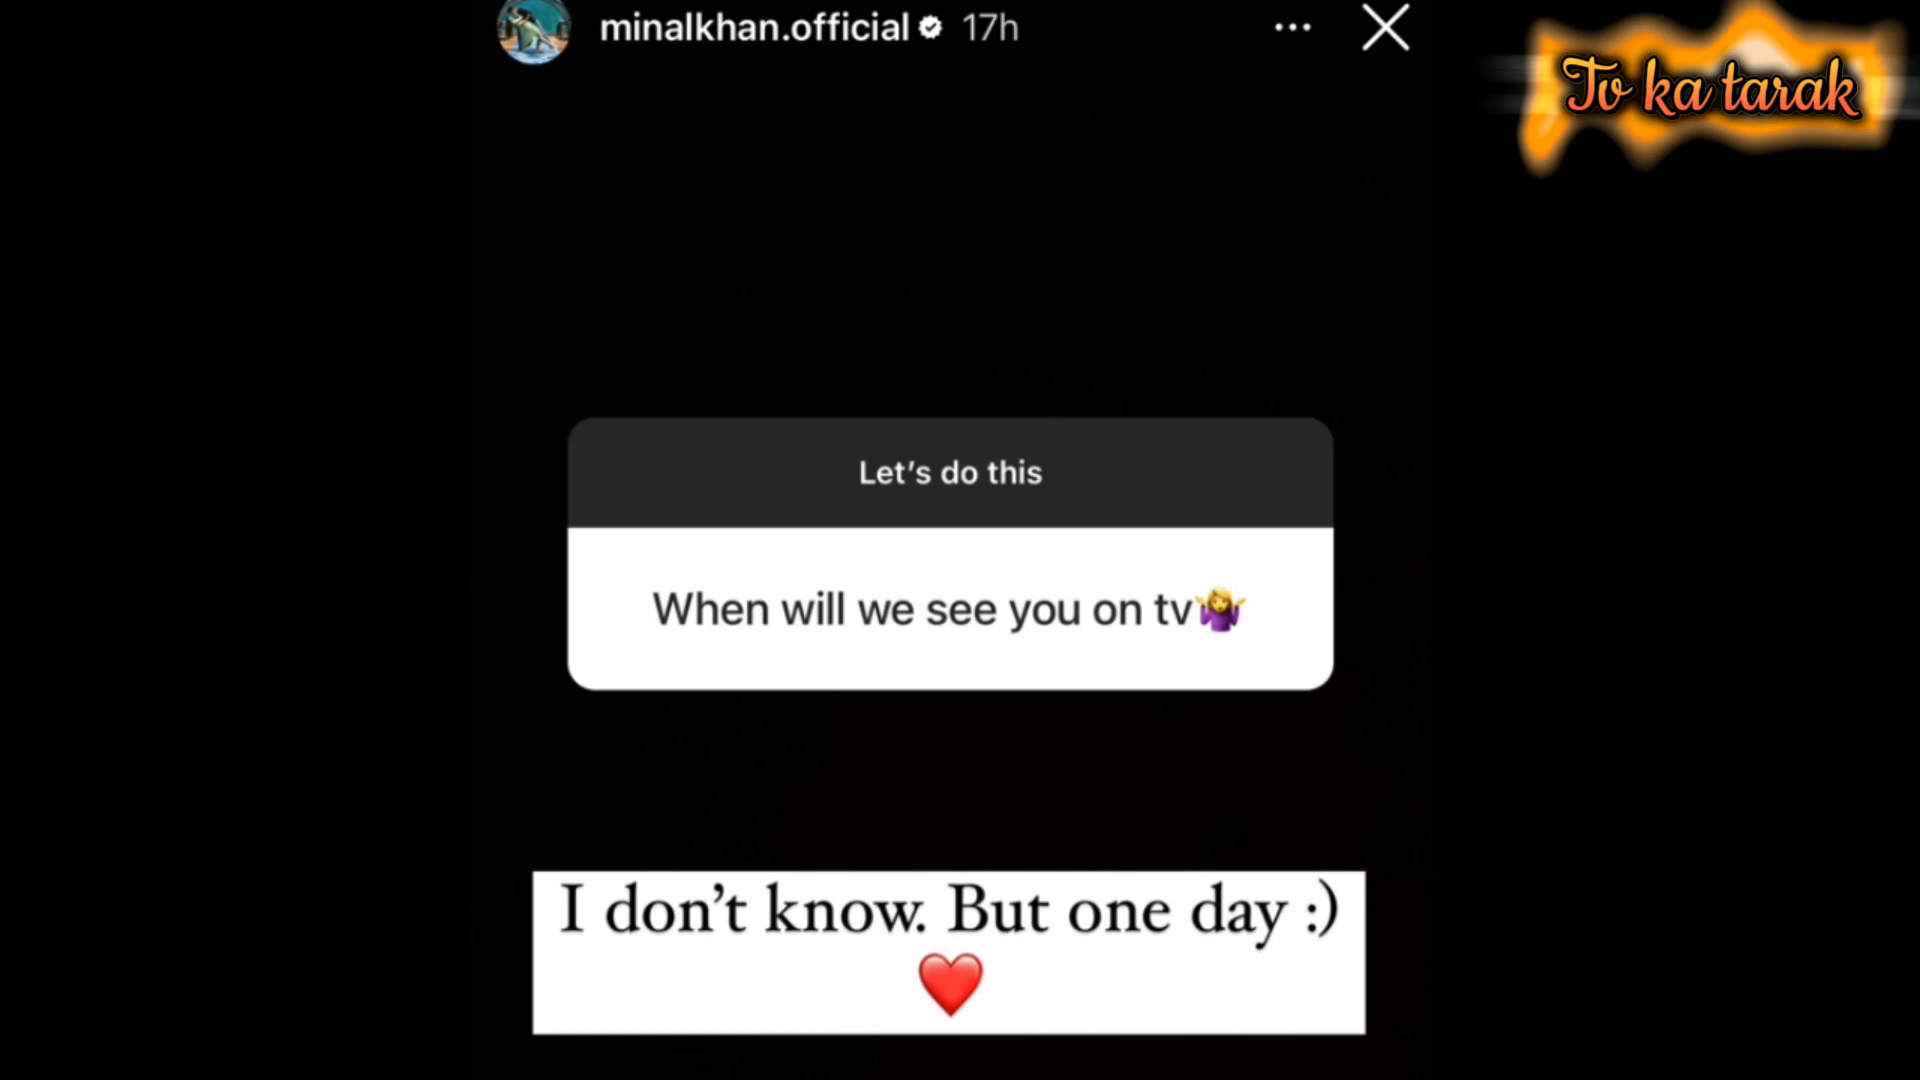 minalkhan.official 17h
Tv ka tarak
Let's do this
When will we see you on tv🤷‍♀️
I don't know. But one day :)
❤️